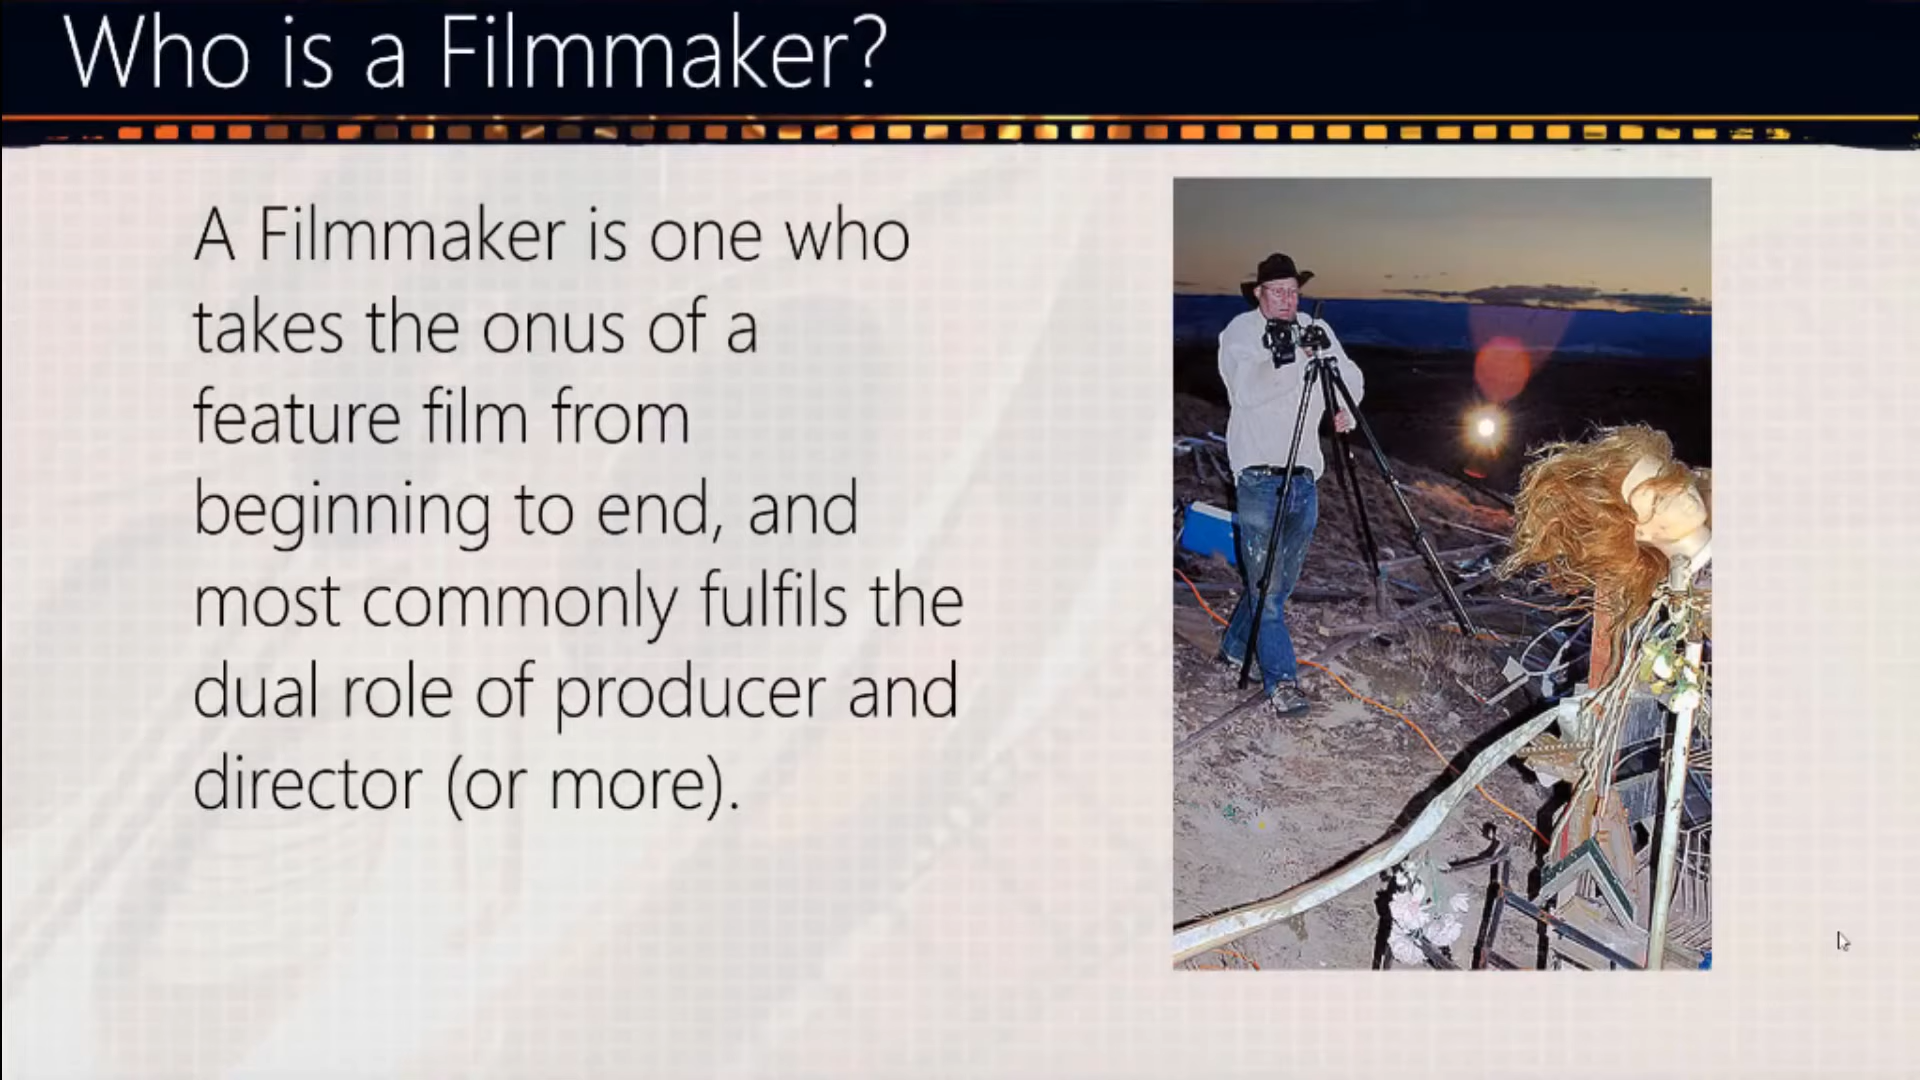 Who is a Filmmaker?
A Filmmaker is one who
takes the onus of a
feature film from
beginning to end, and
most commonly fulfils the
dual role of producer and
director (or more).